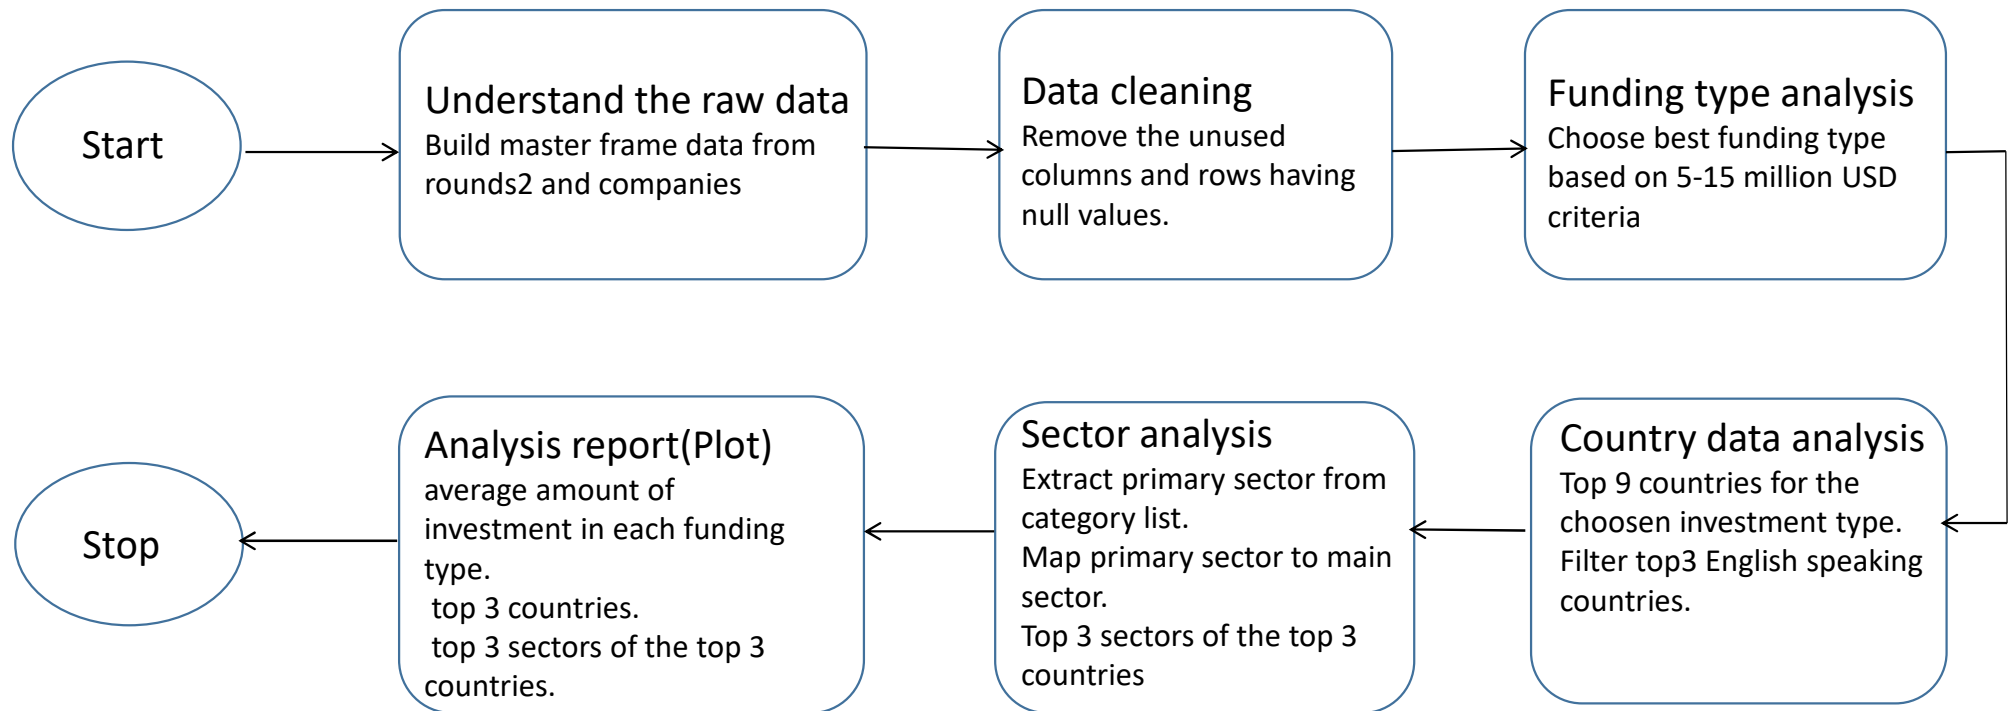 Start
Understand the raw data
Build master frame data from
rounds2 and companies
Data cleaning
Remove the unused
columns and rows having
null values.
Funding type analysis
Choose best funding type
based on 5-15 million USD
criteria
Country data analysis
Top 9 countries for the
choosen investment type.
Filter top3 English speaking
countries.
Sector analysis
Extract primary sector from
category list.
Map primary sector to main
sector.
Top 3 sectors of the top 3
countries
Analysis report(Plot)
average amount of
investment in each funding
type.
top 3 countries.
top 3 sectors of the top 3
countries.
Stop